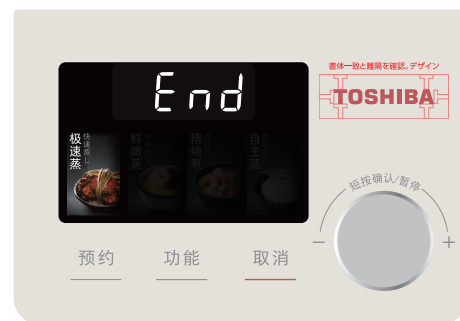 End
書体一致と離隔を確認。デザイン
TOSHIBA
极速蒸
快速蒸し
鲜嫩蒸
精炖煮
自主蒸
短按确认/暂停
− +
预约 功能 取消